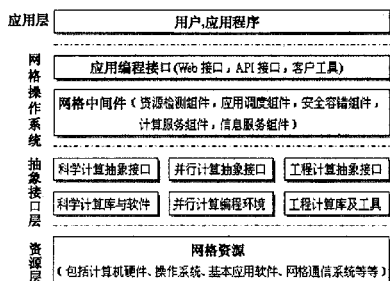 应用层
用户,应用程序
网格操作系统
应用编程接口(Web 接口，API接口，客户工具)
网格中间件（资源检测组件，应用调度组件，安全容错组件，
计算服务组件，信息服务组件）
抽象接口层
科学计算抽象接口
并行计算抽象接口
工程计算抽象接口
科学计算库与软件
并行计算编程环境
工程计算库及工具
资源层
网格资源
（包括计算机硬件、操作系统、基本应用软件、网格通信系统等等）